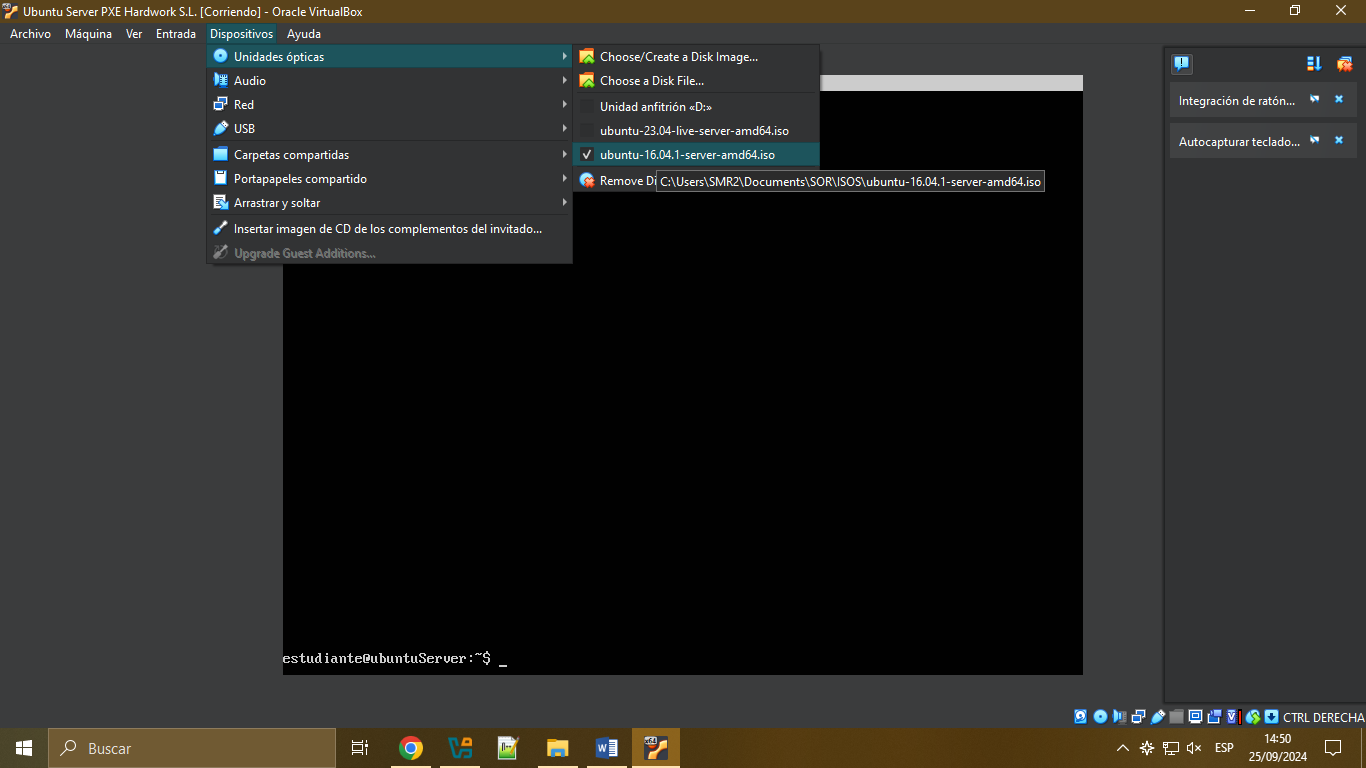 Ubuntu Server PXE Hardwork S.L. [Corriendo] - Oracle VirtualBox
Archivo Máquina Ver Entrada Dispositivos Ayuda
Unidades ópticas
Audio
Red
USB
Carpetas compartidas
Portapapeles compartido
Arrastrar y soltar
Insertar imagen de CD de los complementos del invitado...
Upgrade Guest Additions...
Choose/Create a Disk Image...
Choose a Disk File...
Unidad anfitrión «D:»
ubuntu-23.04-live-server-amd64.iso
ubuntu-16.04.1-server-amd64.iso
Remove Di
C:\Users\SMR2\Documents\SOR\ISOS\ubuntu-16.04.1-server-amd64.iso
Integración de ratón...
Autocapturar teclado...
estudiante@ubuntuServer:~$ _
CTRL DERECHA
Buscar
x64
ESP
14:50
25/09/2024